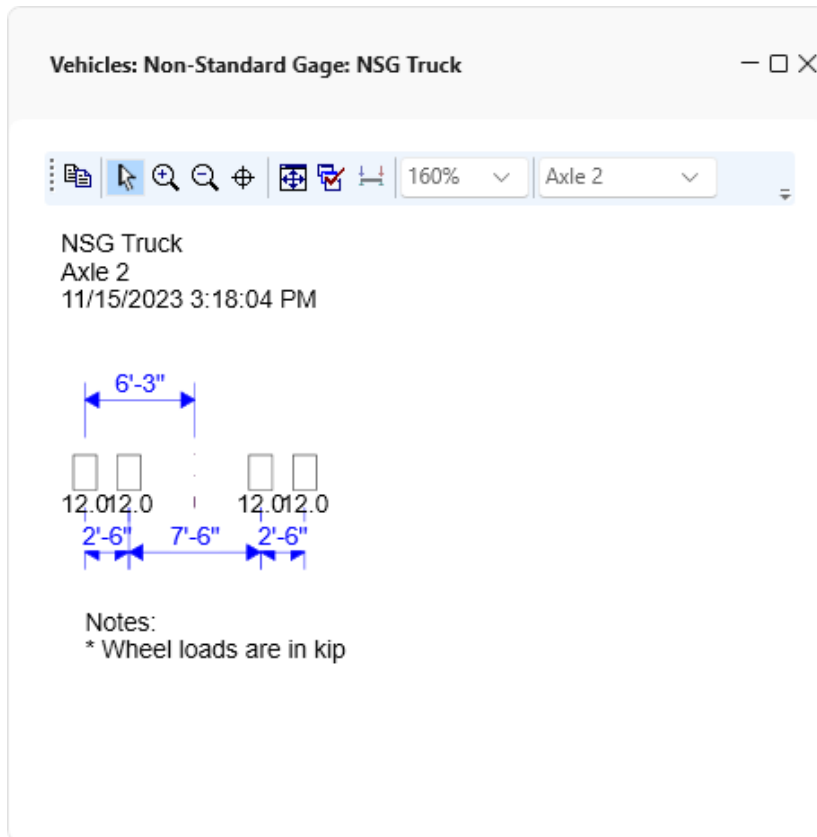 Vehicles: Non-Standard Gage: NSG Truck
160% Axle 2
NSG Truck
Axle 2
11/15/2023 3:18:04 PM
6'-3"
12.0 12.0 12.0 12.0
2'-6" 7'-6" 2'-6"
Notes:
* Wheel loads are in kip